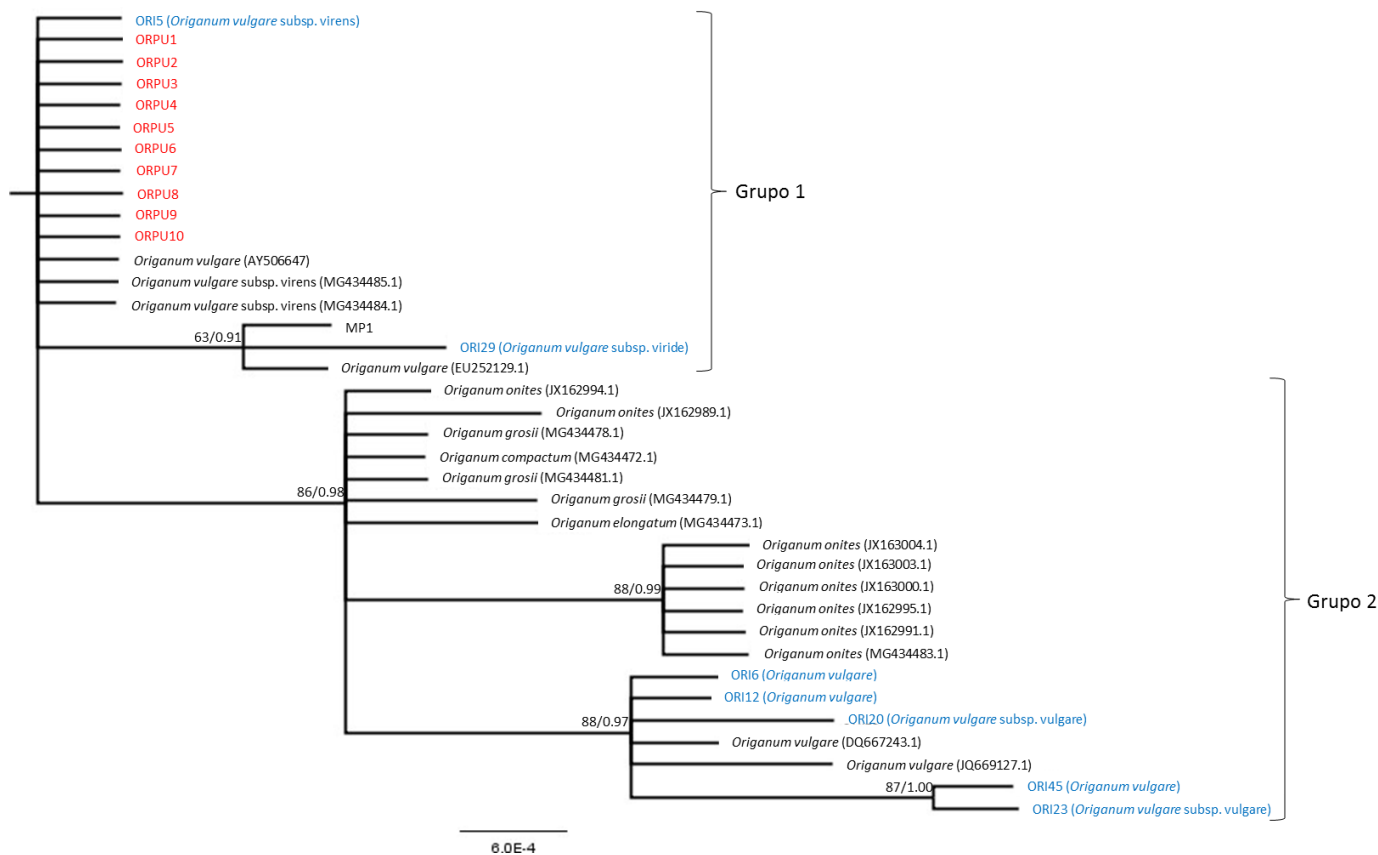 ORI5 (Origanum vulgare subsp. virens)
ORPU1
ORPU2
ORPU3
ORPU4
ORPU5
ORPU6
ORPU7
ORPU8
Grupo 1
ORPU9
ORPU10
Origanum vulgare (AY506647)
Origanum vulgare subsp. virens (MG434485.1)
Origanum vulgare subsp. virens (MG434484.1)
MP1
63/0.91
ORI29 (Origanum vulgare subsp. viride)
Origanum vulgare (EU252129.1)
Origanum onites (JX162994.1)
Origanum onites (JX162989.1)
Origanum grosii (MG434478.1)
Origanum compactum (MG434472.1)
Origanum grosii (MG434481.1)
86/0.98
Origanum grosii (MG434479.1)
Origanum elongatum (MG434473.1)
Origanum onites (JX163004.1)
Origanum onites (JX163003.1)
88/0.99
Origanum onites (JX163000.1)
Grupo 2
Origanum onites (JX162995.1)
Origanum onites (JX162991.1)
Origanum onites (MG434483.1)
ORI6 (Origanum vulgare)
ORI12 (Origanum vulgare)
88/0.97
ORI20 (Origanum vulgare subsp. vulgare)
Origanum vulgare (DQ667243.1)
Origanum vulgare (JQ669127.1)
87/1.00
ORI45 (Origanum vulgare)
ORI23 (Origanum vulgare subsp. vulgare)
6.0E-4